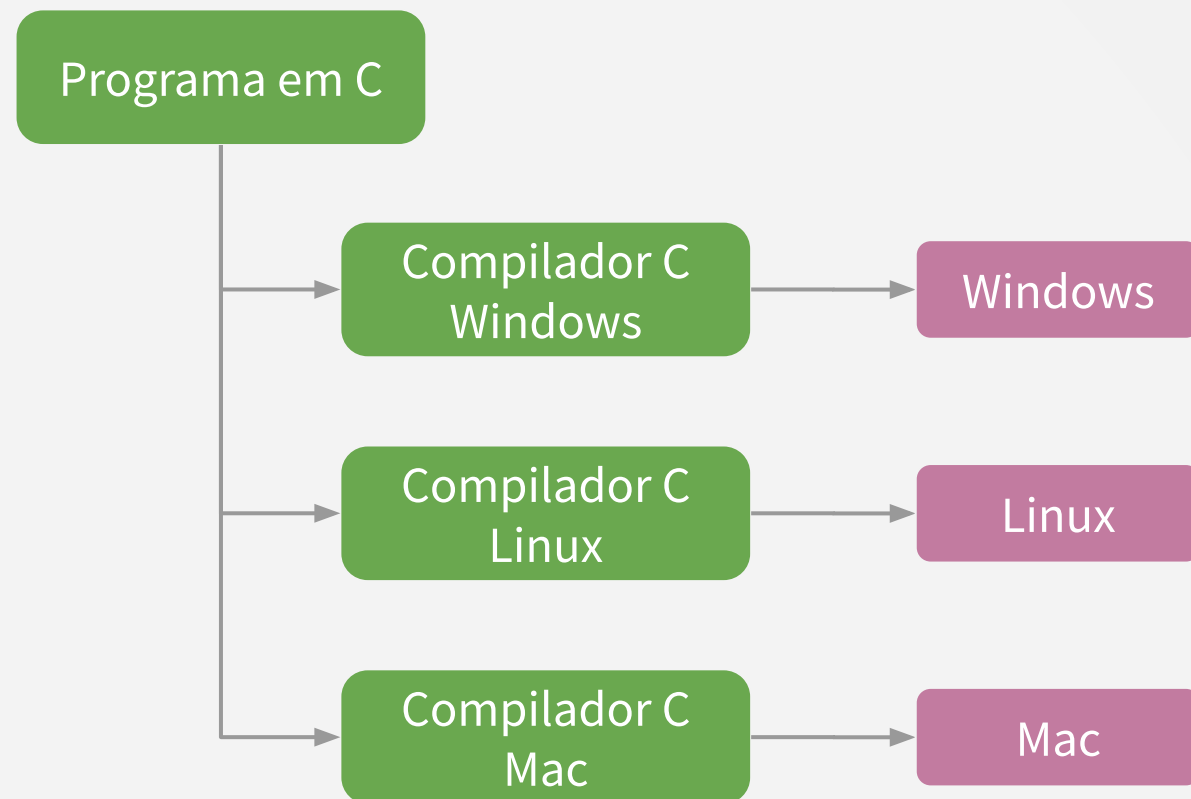 Programa em C
Compilador C
Windows
Windows
Compilador C
Linux
Linux
Compilador C
Mac
Mac